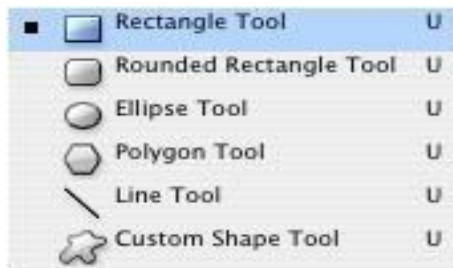 Rectangle Tool U
Rounded Rectangle Tool U
Ellipse Tool U
Polygon Tool U
Line Tool U
Custom Shape Tool U